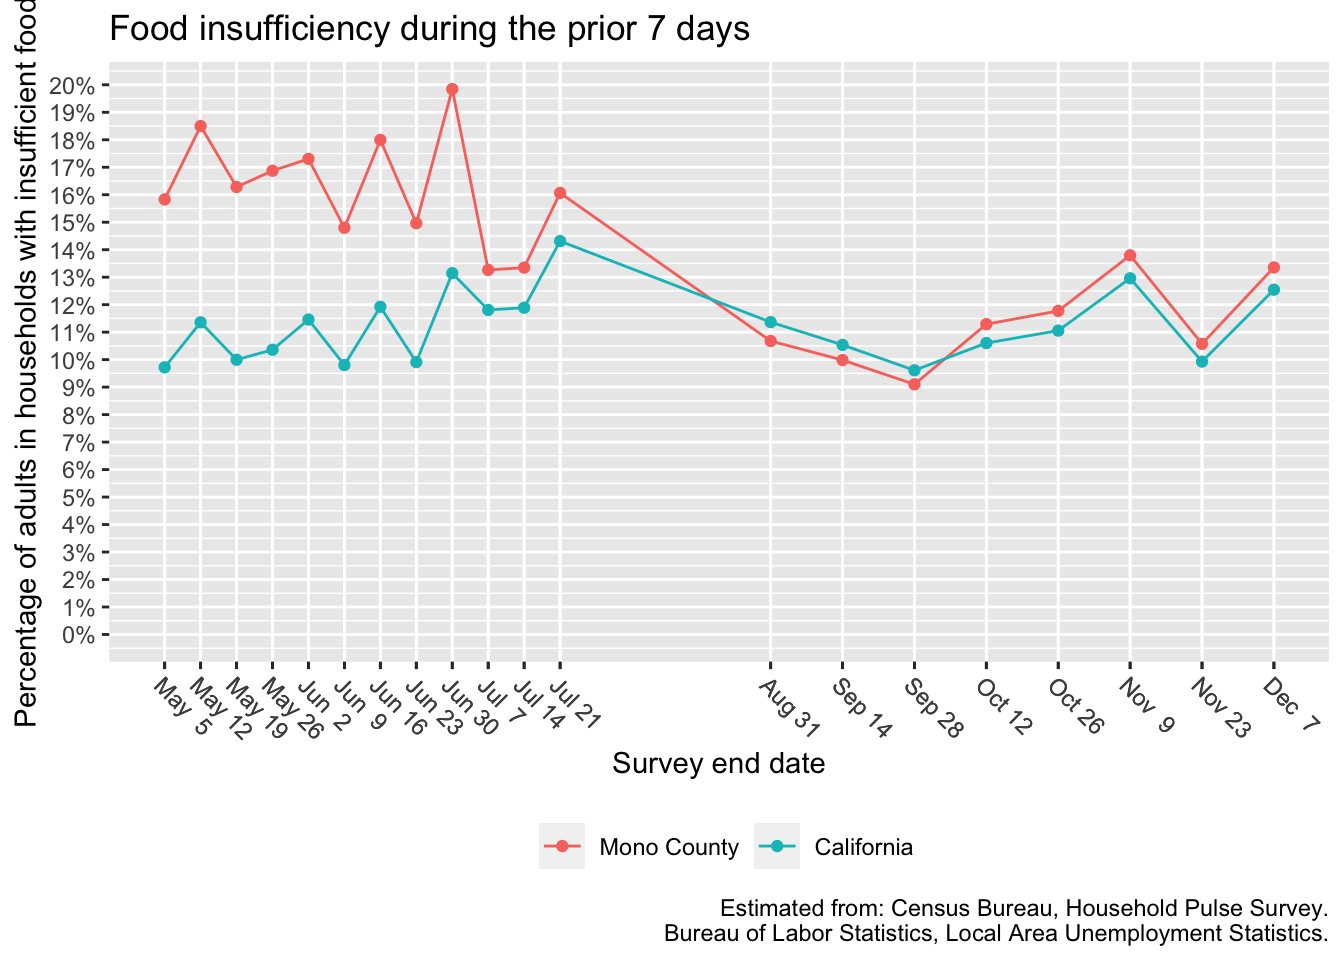 Food insufficiency during the prior 7 days
Percentage of adults in households with insufficient food
20%
19%
18%
17%
16%
15%
14%
13%
12%
11%
10%
9%
8%
7%
6%
5%
4%
3%
2%
1%
0%
May 5
May 12
May 19
May 26
Jun 2
Jun 9
Jun 16
Jun 23
Jun 30
Jul 7
Jul 14
Jul 21
Aug 31
Sep 14
Sep 28
Oct 12
Oct 26
Nov 9
Nov 23
Dec 7
Survey end date
Mono County
California
Estimated from: Census Bureau, Household Pulse Survey.
Bureau of Labor Statistics, Local Area Unemployment Statistics.